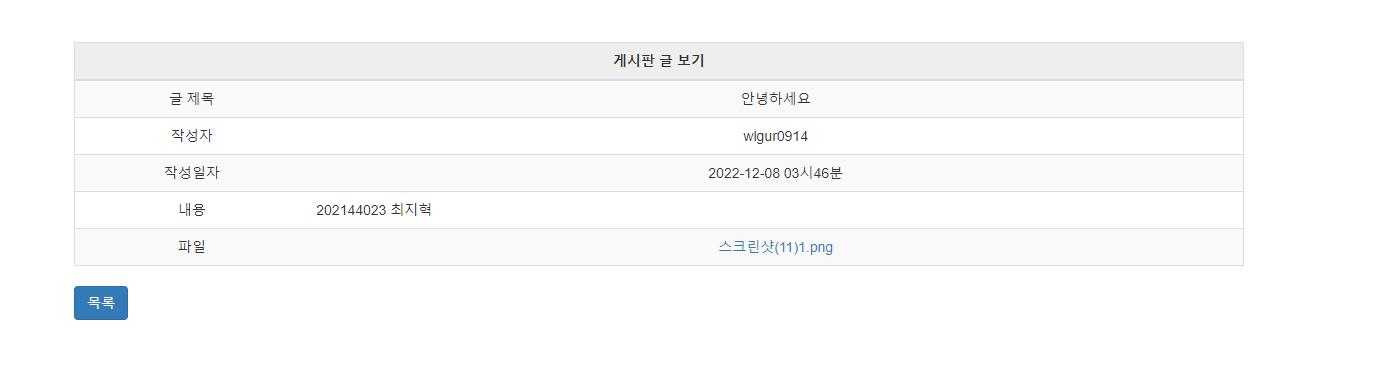 게시판 글 보기
글 제목 안녕하세요
작성자 wlgur0914
작성일자 2022-12-08 03시46분
내용 202144023 최지혁
파일 스크린샷(11)1.png
목록